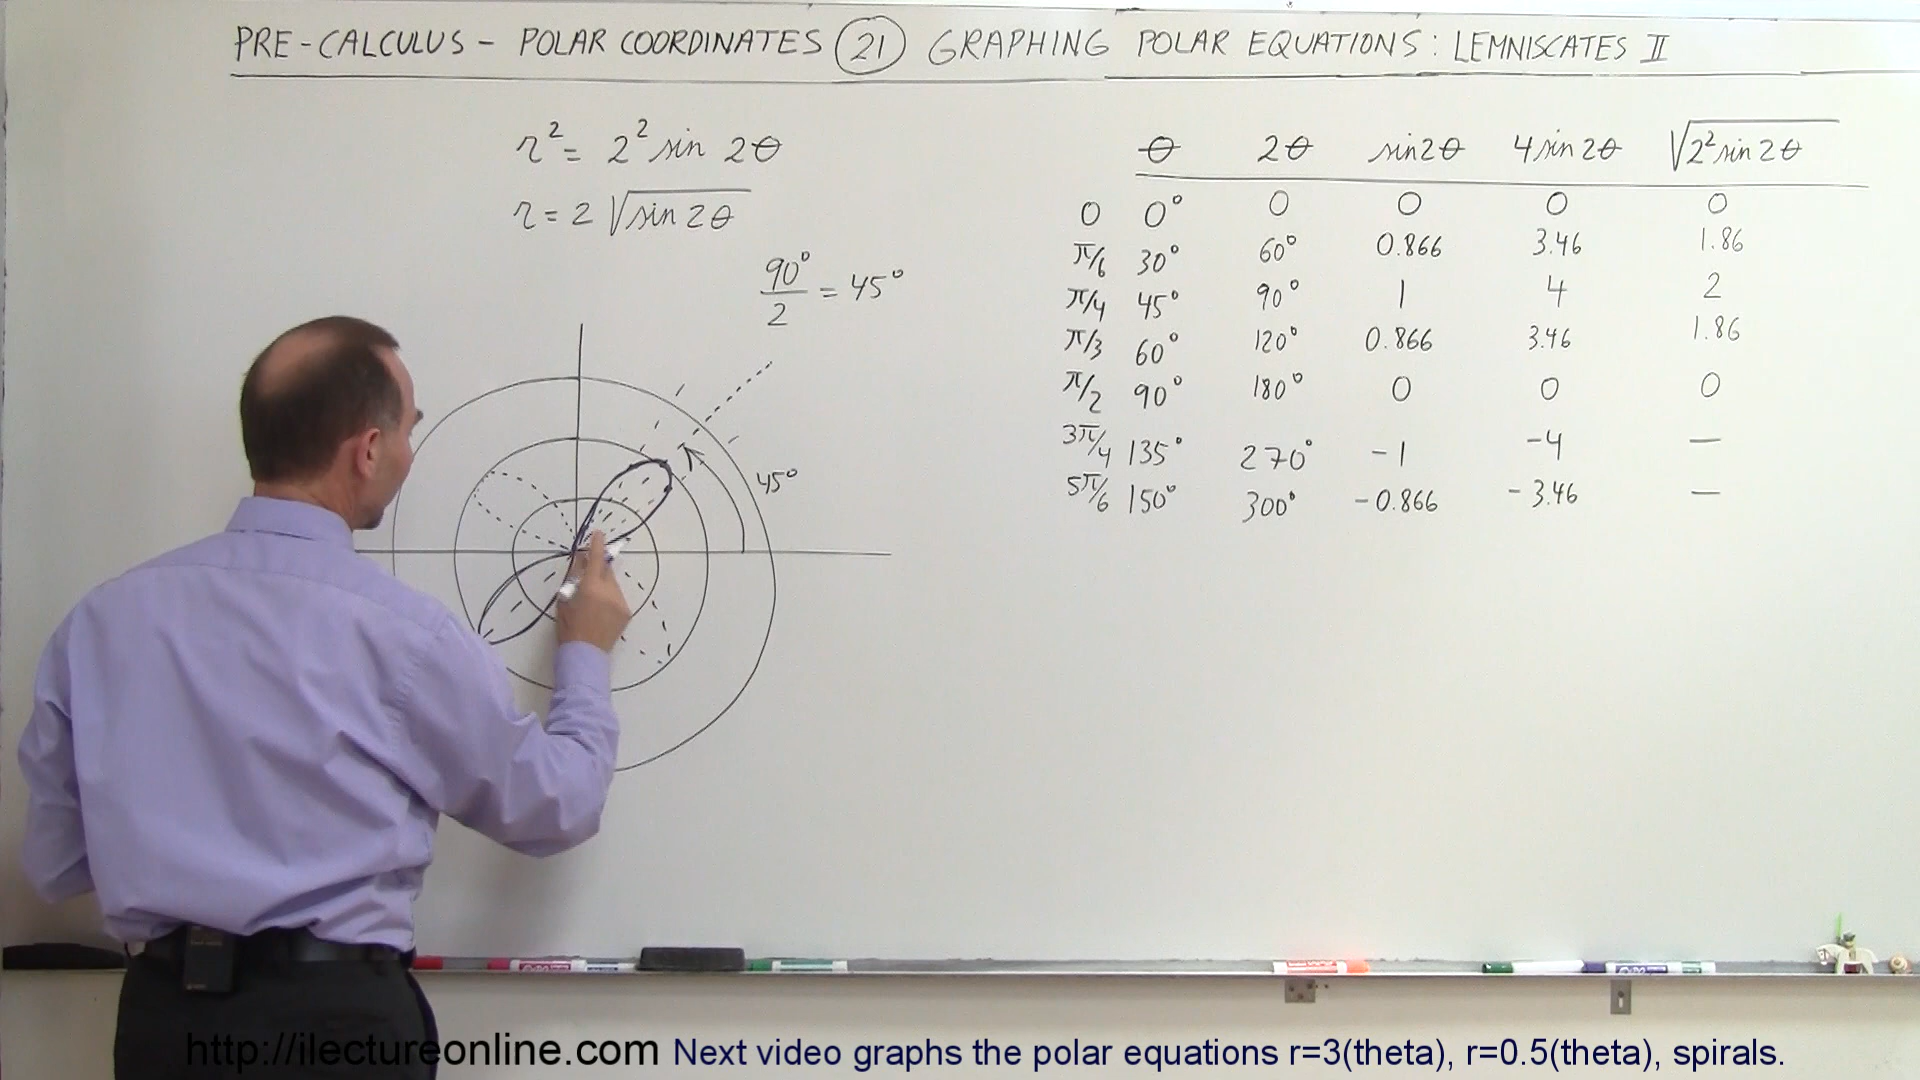 PRE-CALCULUS - POLAR COORDINATES 21 GRAPHING POLAR EQUATIONS: LEMNISCATES II
r² = 2² sin 2θ
r = 2 √sin 2θ
90°/2 = 45°
45°
θ 2θ sin2θ 4sin2θ √2²sin2θ
0 0° 0 0 0 0
π/6 30° 60° 0.866 3.46 1.86
π/4 45° 90° 1 4 2
π/3 60° 120° 0.866 3.46 1.86
π/2 90° 180° 0 0 0
3π/4 135° 270° -1 -4 —
5π/6 150° 300° -0.866 -3.46 —
http://ilectureonline.com Next video graphs the polar equations r=3(theta), r=0.5(theta), spirals.